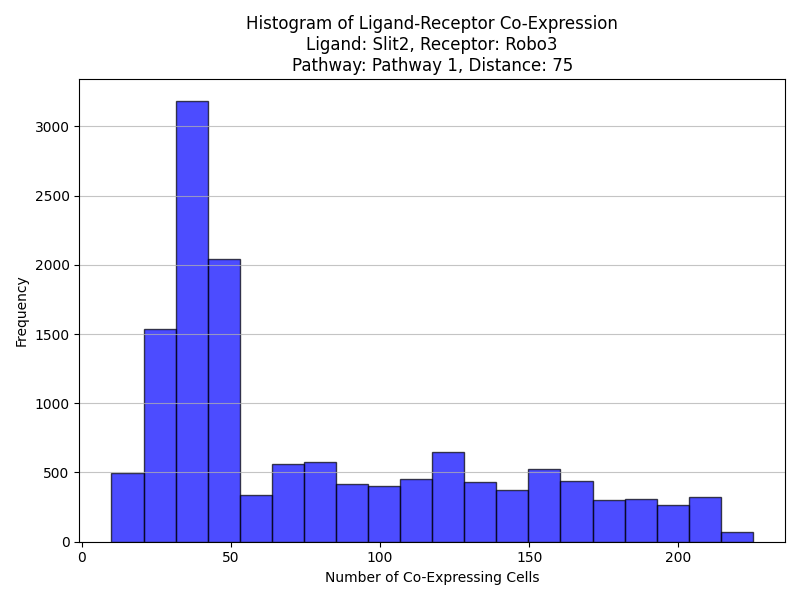 Histogram of Ligand-Receptor Co-Expression
Ligand: Slit2, Receptor: Robo3
Pathway: Pathway 1, Distance: 75
3000
2500
2000
1500
1000
500
0
Frequency
0 50 100 150 200
Number of Co-Expressing Cells